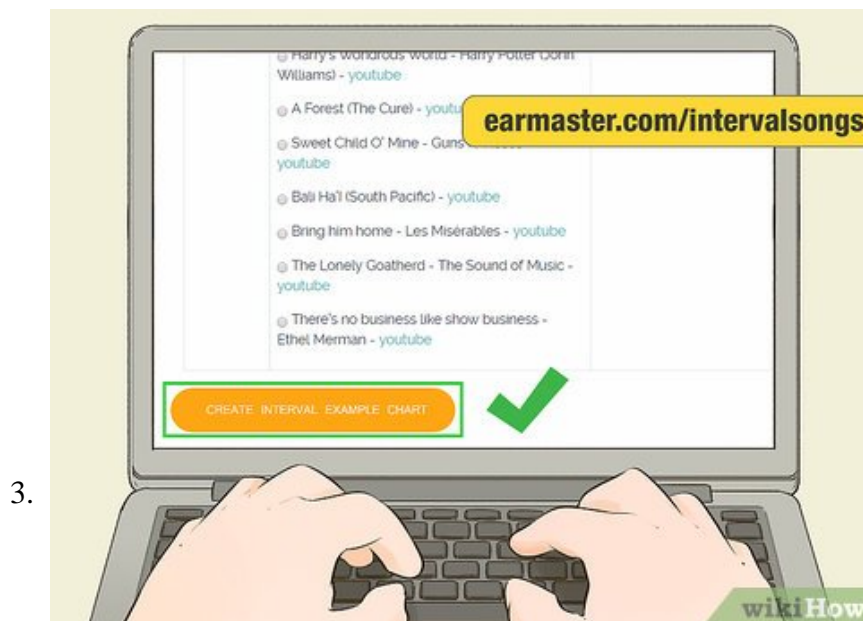 Harry's Wondrous World - Harry Potter (John
Williams) - youtube
A Forest (The Cure) - youtu
earmaster.com/intervalsongs
Sweet Child O' Mine - Guns
youtube
Bali Ha'I (South Pacific) - youtube
Bring him home - Les Misérables - youtube
The Lonely Goatherd - The Sound of Music -
youtube
There's no business like show business -
Ethel Merman - youtube
CREATE INTERVAL EXAMPLE CHART
3.
wikiHow